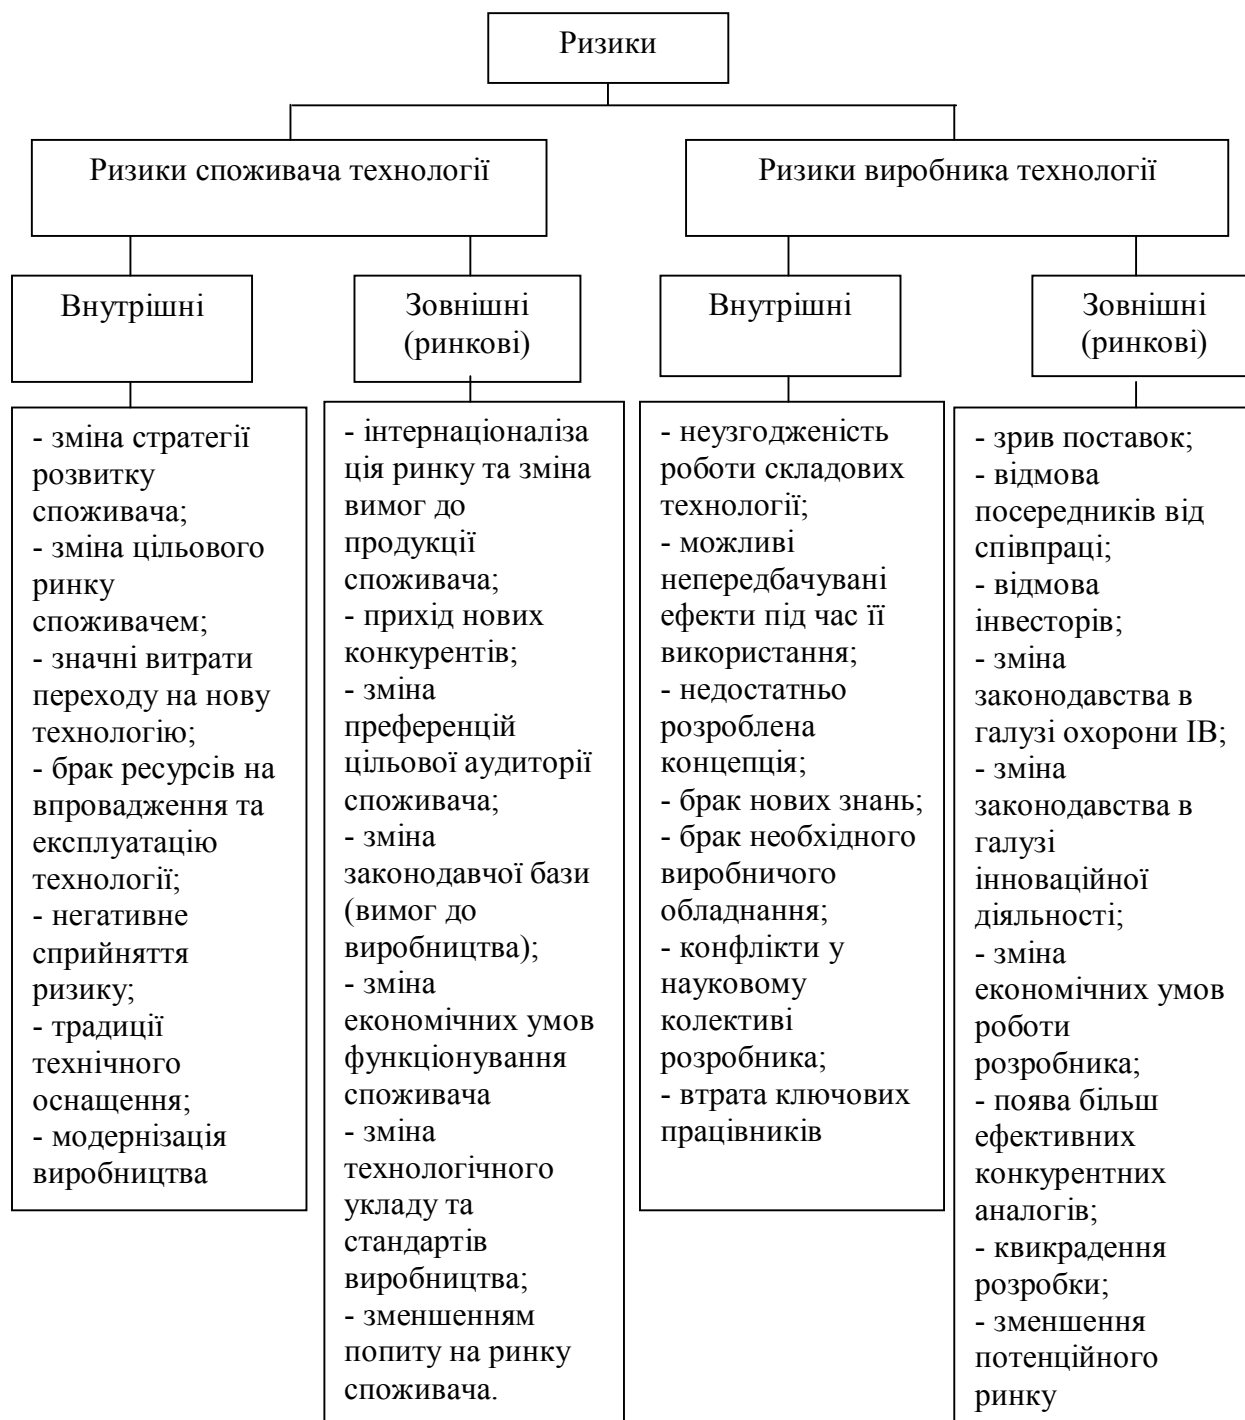 Ризики
Ризики споживача технології
Ризики виробника технології
Внутрішні
Зовнішні
(ринкові)
Внутрішні
Зовнішні
(ринкові)
- зміна стратегії
розвитку
споживача;
- зміна цільового
ринку
споживачем;
- значні витрати
переходу на нову
технологію;
- брак ресурсів на
впровадження та
експлуатацію
технології;
- негативне
сприйняття
ризику;
- традиції
технічного
оснащення;
- модернізація
виробництва
- інтернаціоналіза
ція ринку та зміна
вимог до
продукції
споживача;
- прихід нових
конкурентів;
- зміна
преференцій
цільової аудиторії
споживача;
- зміна
законодавчої бази
(вимог до
виробництва);
- зміна
економічних умов
функціонування
споживача
- зміна
технологічного
укладу та
стандартів
виробництва;
- зменшенням
попиту на ринку
споживача.
- неузгодженість
роботи складових
технології;
- можливі
непередбачувані
ефекти під час її
використання;
- недостатньо
розроблена
концепція;
- брак нових знань;
- брак необхідного
виробничого
обладнання;
- конфлікти у
науковому
колективі
розробника;
- втрата ключових
працівників
- зрив поставок;
- відмова
посередників від
співпраці;
- відмова
інвесторів;
- зміна
законодавства в
галузі охорони ІВ;
- зміна
законодавства в
галузі
інноваційної
діяльності;
- зміна
економічних умов
роботи
розробника;
- поява більш
ефективних
конкурентних
аналогів;
- квикрадення
розробки;
- зменшення
потенційного
ринку